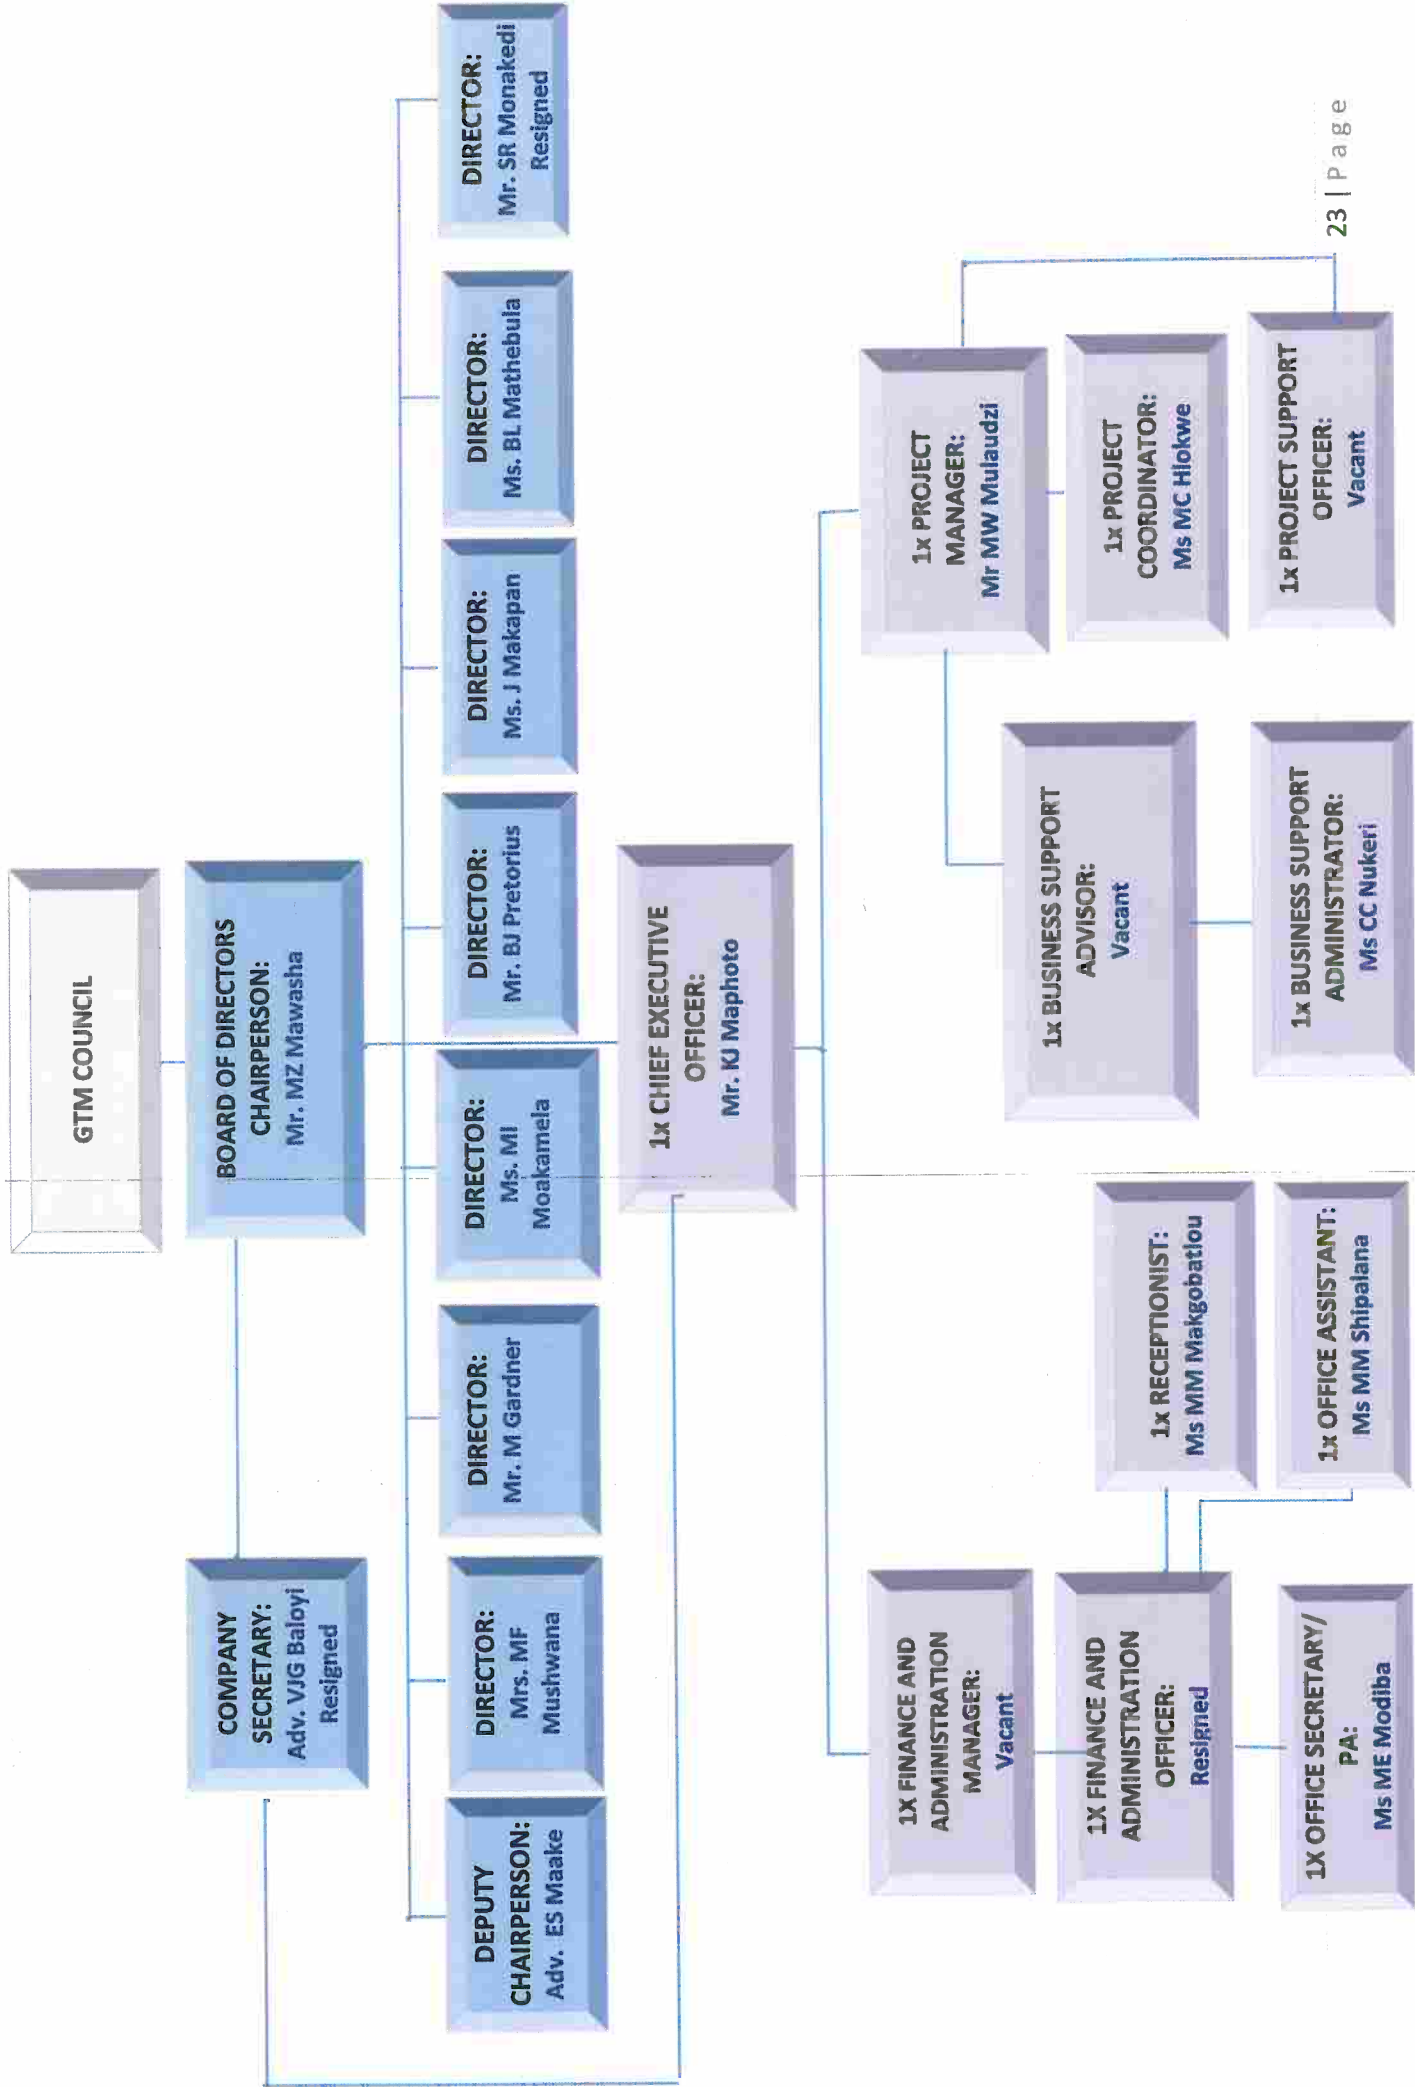 GTM COUNCIL
BOARD OF DIRECTORS
CHAIRPERSON:
Mr. MZ Mawasha
COMPANY
SECRETARY:
Adv. VJG Baloyi
Resigned
DEPUTY
CHAIRPERSON:
Adv. ES Maake
DIRECTOR:
Mrs. MF
Mushwana
DIRECTOR:
Mr. M Gardner
DIRECTOR:
Ms. MI
Moakamela
DIRECTOR:
Mr. BJ Pretorius
DIRECTOR:
Ms. J Makapan
DIRECTOR:
Ms. BL Mathebula
DIRECTOR:
Mr. SR Monakedi
Resigned
1x CHIEF EXECUTIVE
OFFICER:
Mr. KJ Maphoto
1X FINANCE AND
ADMINISTRATION
MANAGER:
Vacant
1X FINANCE AND
ADMINISTRATION
OFFICER:
Resigned
1X OFFICE SECRETARY/
PA:
Ms ME Modiba
1x RECEPTIONIST:
Ms MM Makgobatlou
1x OFFICE ASSISTANT:
Ms MM Shipalana
1x BUSINESS SUPPORT
ADVISOR:
Vacant
1x BUSINESS SUPPORT
ADMINISTRATOR:
Ms CC Nukeri
1x PROJECT
MANAGER:
Mr MW Mulaudzi
1x PROJECT
COORDINATOR:
Ms MC Hlokwe
1x PROJECT SUPPORT
OFFICER:
Vacant
23 | Page